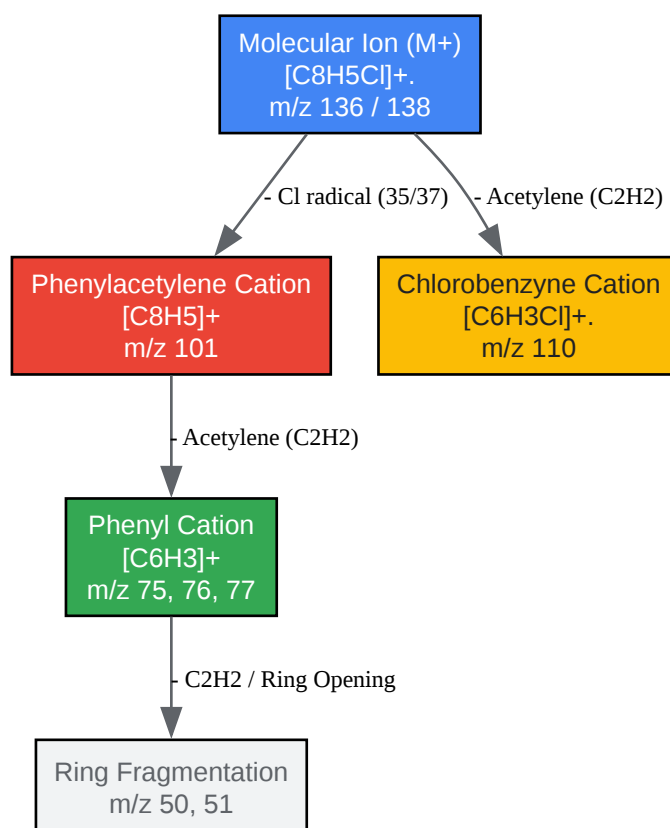 Molecular Ion (M+)
[C8H5Cl]+.
m/z 136 / 138
- Cl radical (35/37)
- Acetylene (C2H2)
Phenylacetylene Cation
[C8H5]+
m/z 101
Chlorobenzyne Cation
[C6H3Cl]+.
m/z 110
- Acetylene (C2H2)
Phenyl Cation
[C6H3]+
m/z 75, 76, 77
- C2H2 / Ring Opening
Ring Fragmentation
m/z 50, 51